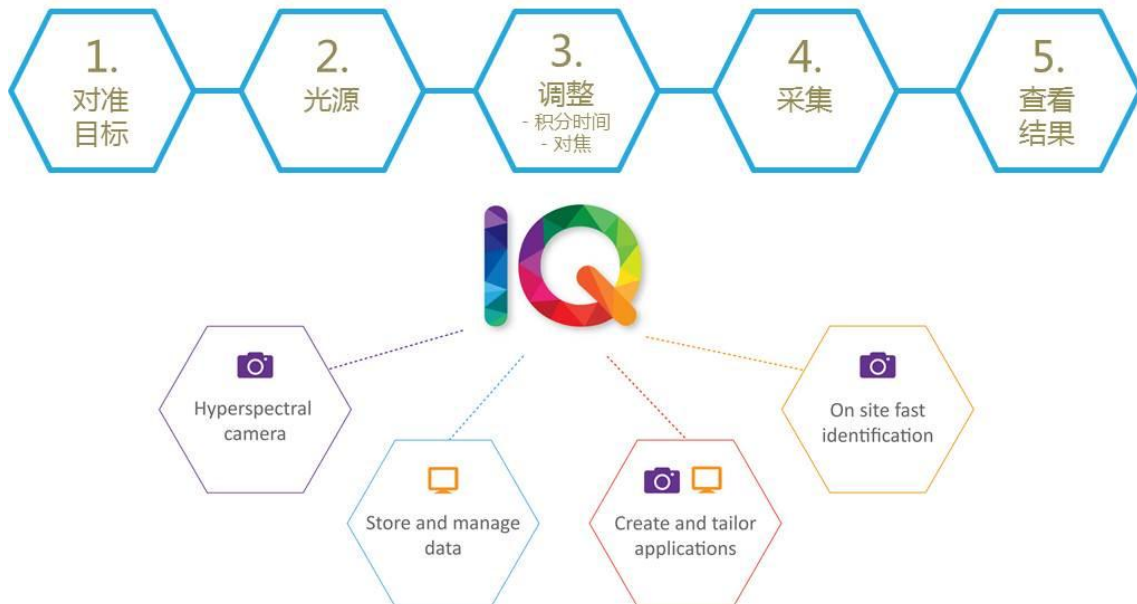 1.
对准
目标
2.
光源
3.
调整
- 积分时间
- 对焦
4.
采集
5.
查看
结果
IQ
Hyperspectral
camera
Store and manage
data
Create and tailor
applications
On site fast
identification